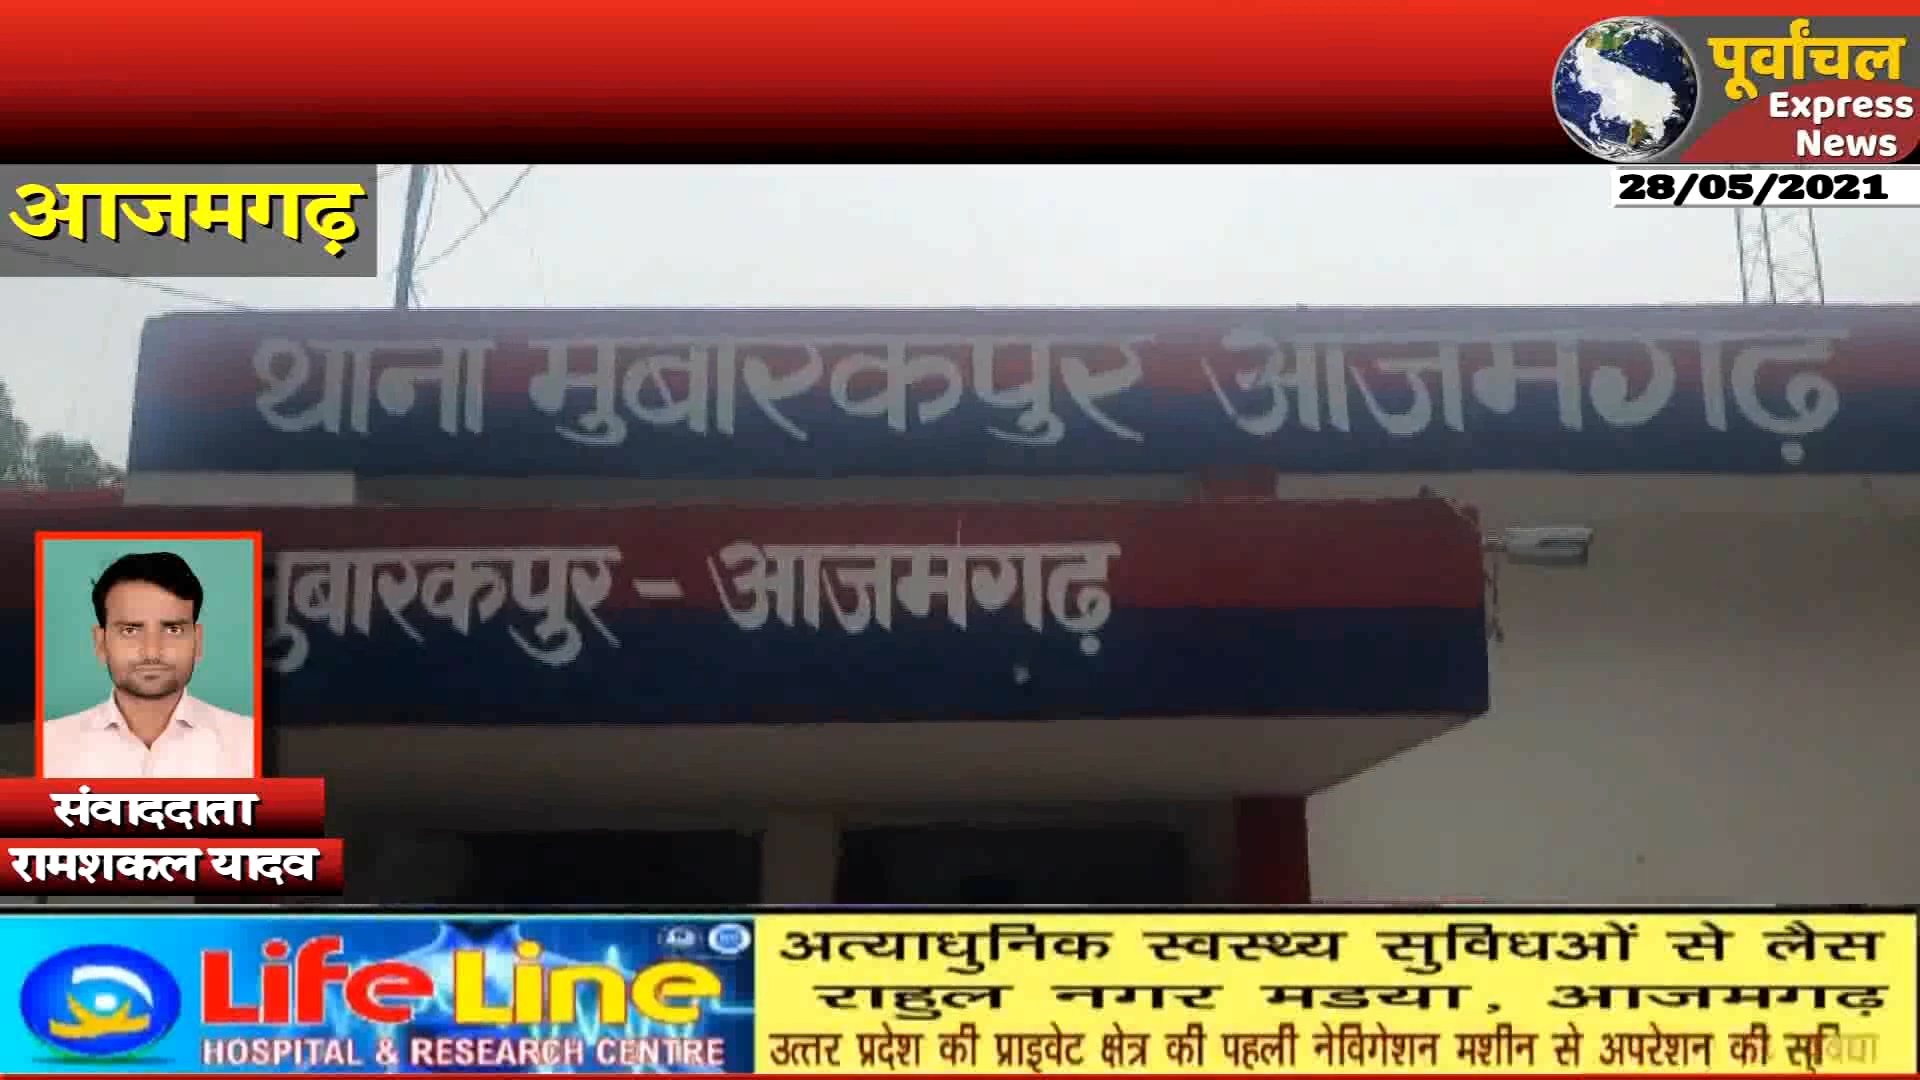 पूर्वांचल
Express
News
28/05/2021
आजमगढ़
थाना मुबारकपुर आजमगढ़
मुबारकपुर - आजमगढ़
संवाददाता
रामशकल यादव
Life Line
HOSPITAL & RESEARCH CENTRE
अत्याधुनिक स्वस्थ्य सुविधओं से लैस
राहुल नगर मडया, आजमगढ़
उत्तर प्रदेश की प्राइवेट क्षेत्र की पहली नेविगेशन मशीन से अपरेशन की सुविधा